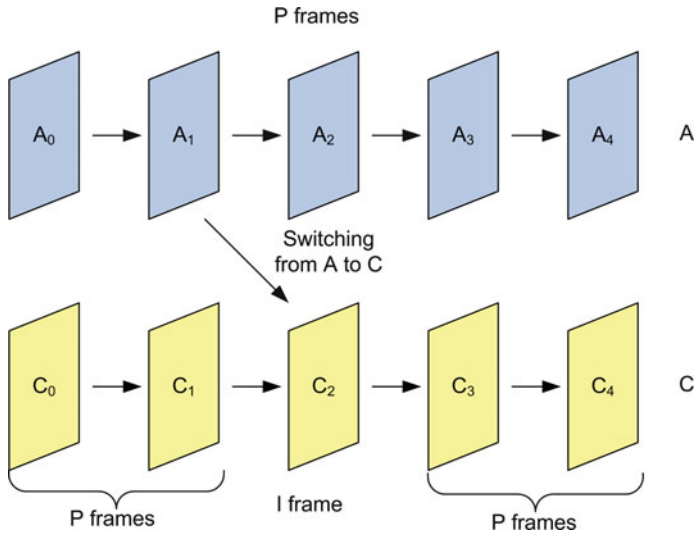 P frames
A₀ A₁ A₂ A₃ A₄ A
Switching
from A to C
C₀ C₁ C₂ C₃ C₄ C
P frames I frame P frames